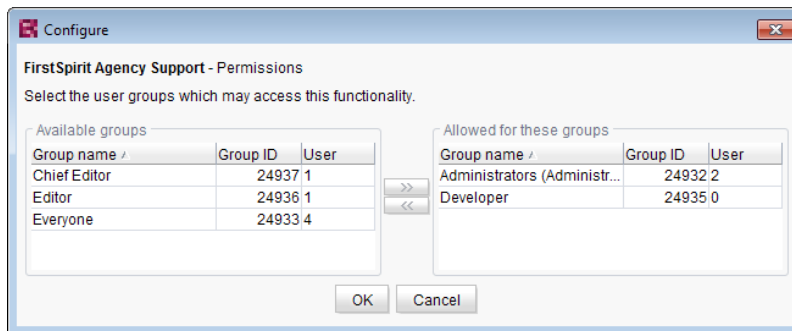 Configure
FirstSpirit Agency Support - Permissions
Select the user groups which may access this functionality.
Available groups
Group name Group ID User
Chief Editor 24937 1
Editor 24936 1
Everyone 24933 4
>>
<<
Allowed for these groups
Group name Group ID User
Administrators (Administr... 24932 2
Developer 24935 0
OK Cancel